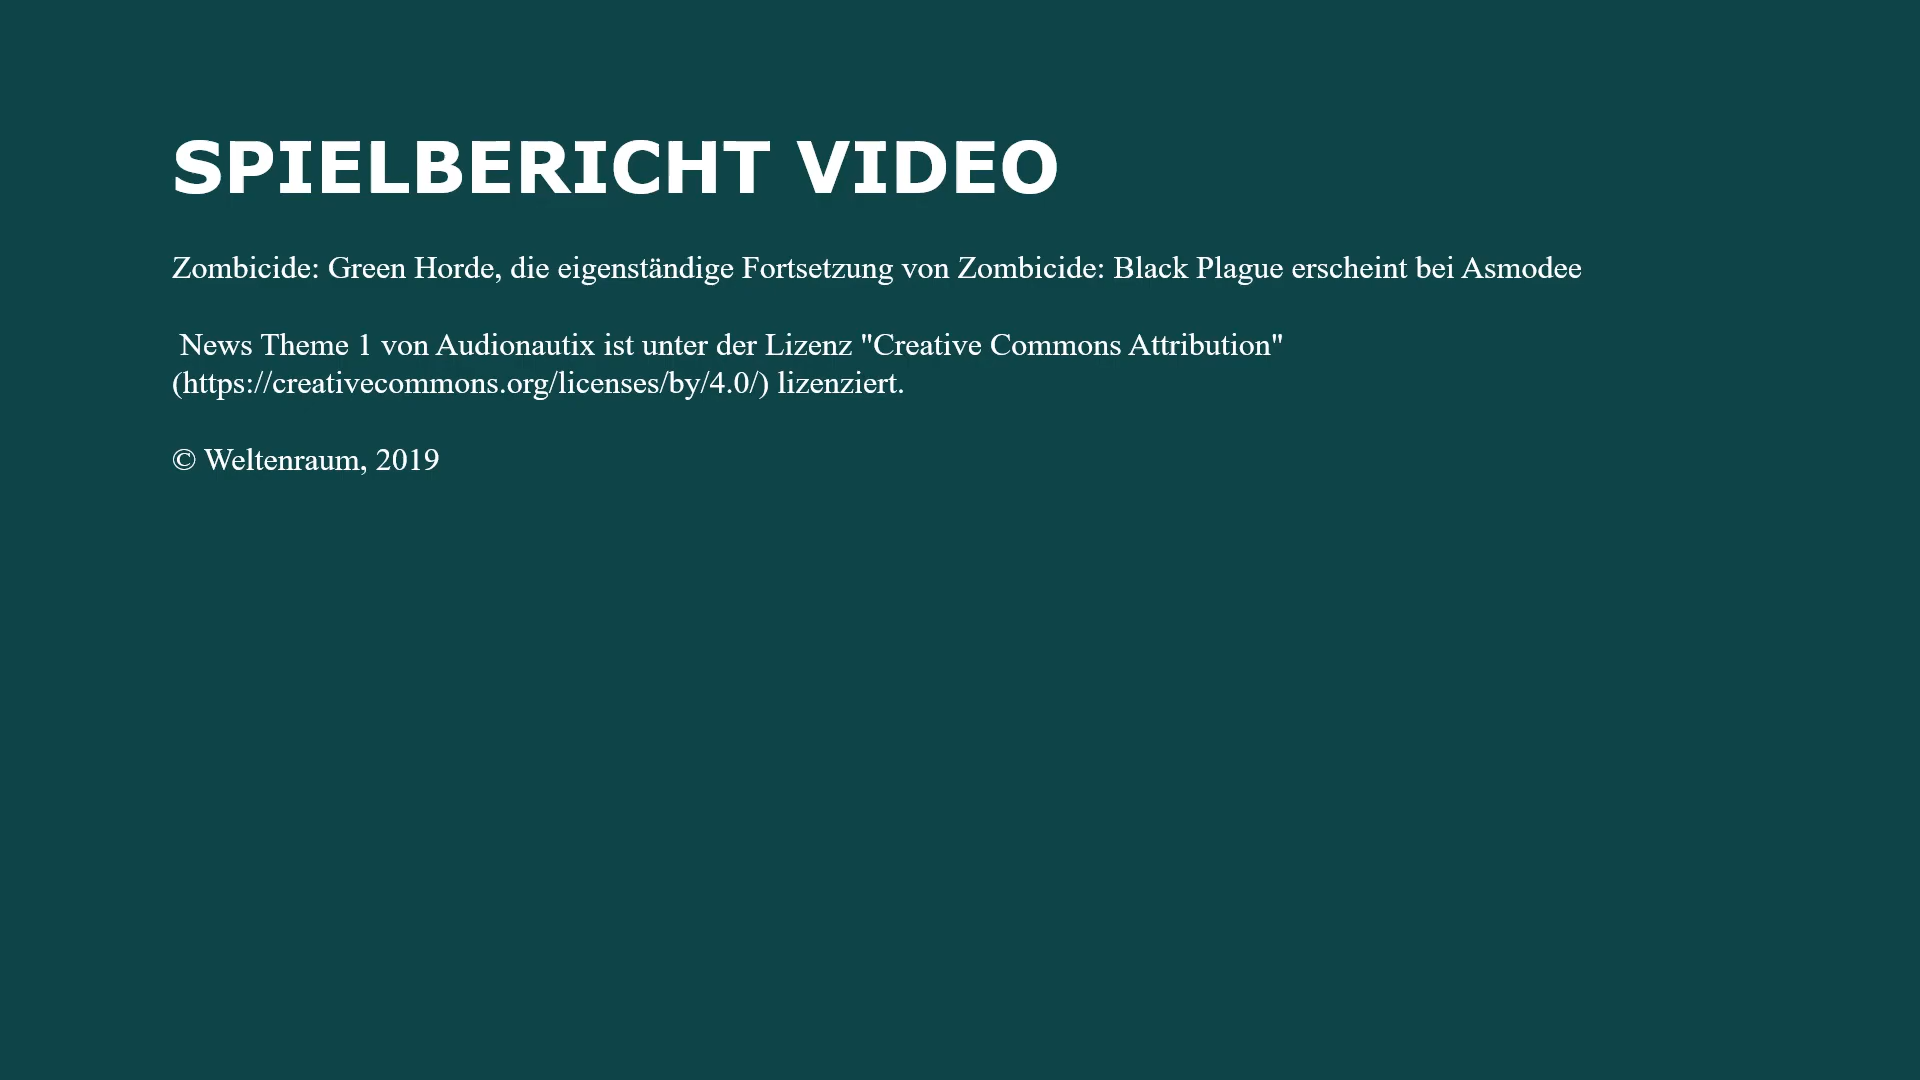 SPIELBERICHT VIDEO
Zombicide: Green Horde, die eigenständige Fortsetzung von Zombicide: Black Plague erscheint bei Asmodee
News Theme 1 von Audionautix ist unter der Lizenz "Creative Commons Attribution"
(https://creativecommons.org/licenses/by/4.0/) lizenziert.
© Weltenraum, 2019